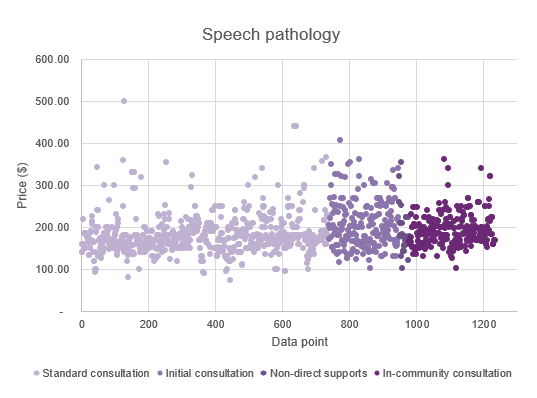 Speech pathology
600.00
500.00
400.00
300.00
200.00
100.00
-
0 200 400 600 800 1000 1200
Price ($)
Data point
Standard consultation Initial consultation Non-direct supports In-community consultation